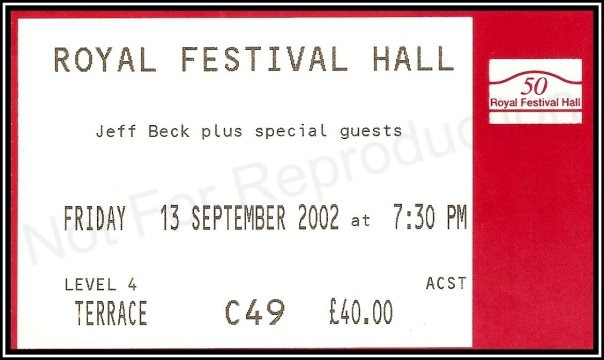 ROYAL FESTIVAL HALL
50
Royal Festival Hall
Jeff Beck plus special guests
FRIDAY 13 SEPTEMBER 2002 at 7:30 PM
LEVEL 4 ACST
TERRACE C49 £40.00
Not For Reproduction